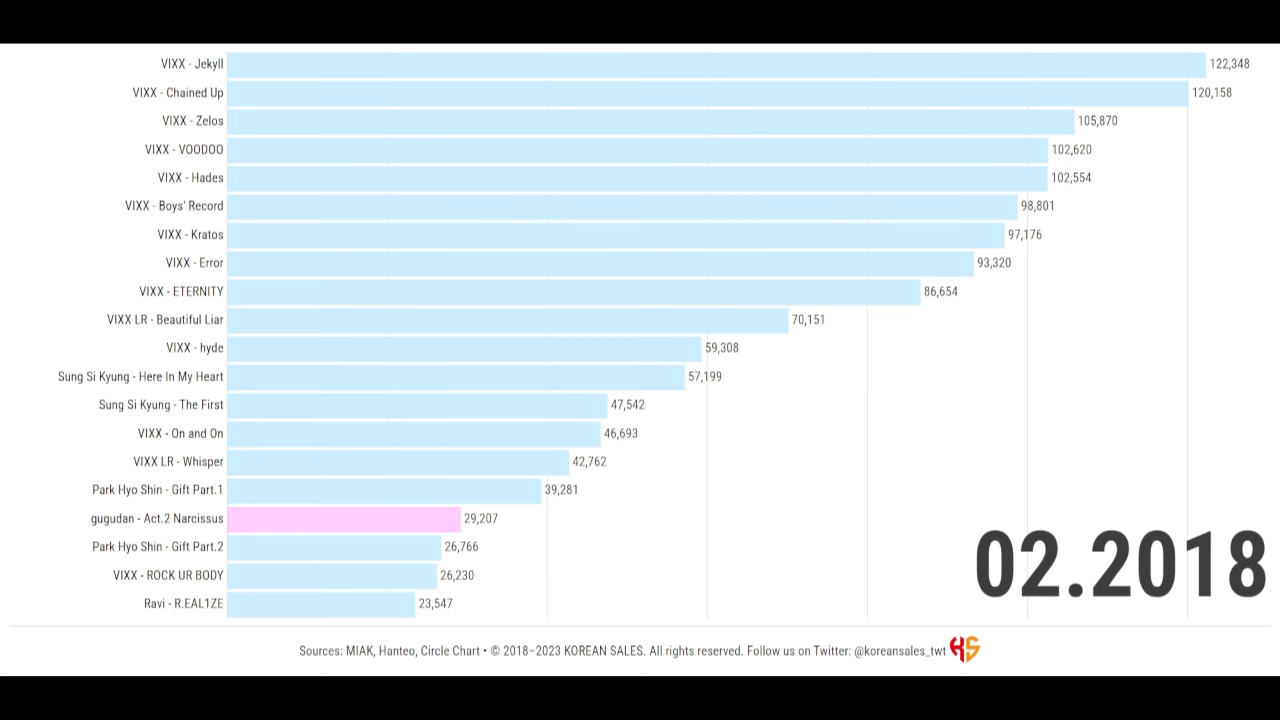 VIXX - Jekyll 122,348
VIXX - Chained Up 120,158
VIXX - Zelos 105,870
VIXX - VOODOO 102,620
VIXX - Hades 102,554
VIXX - Boys' Record 98,801
VIXX - Kratos 97,176
VIXX - Error 93,320
VIXX - ETERNITY 86,654
VIXX LR - Beautiful Liar 70,151
VIXX - hyde 59,308
Sung Si Kyung - Here In My Heart 57,199
Sung Si Kyung - The First 47,542
VIXX - On and On 46,693
VIXX LR - Whisper 42,762
Park Hyo Shin - Gift Part.1 39,281
gugudan - Act.2 Narcissus 29,207
Park Hyo Shin - Gift Part.2 26,766
VIXX - ROCK UR BODY 26,230
Ravi - R.EAL1ZE 23,547
02.2018
Sources: MIAK, Hanteo, Circle Chart • © 2018–2023 KOREAN SALES. All rights reserved. Follow us on Twitter: @koreansales_twt KS